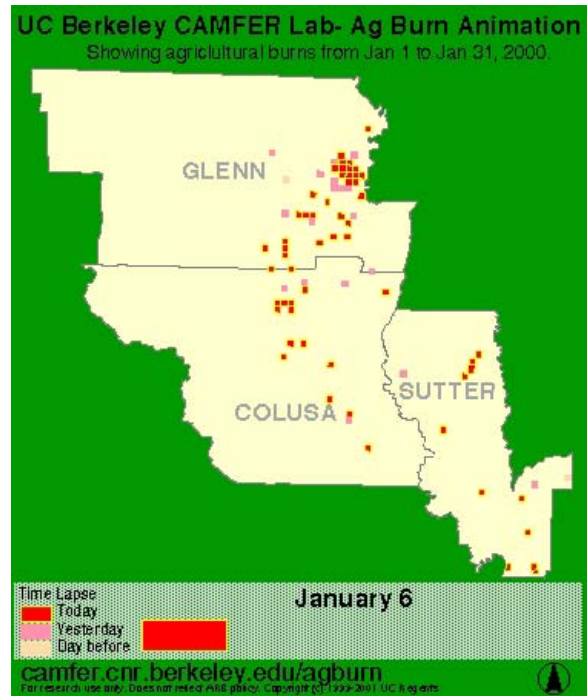 UC Berkeley CAMFER Lab- Ag Burn Animation
Showing agriclultural burns from Jan 1 to Jan 31, 2000.
GLENN
COLUSA
SUTTER
Time Lapse
January 6
Today
Yesterday
Day before
camfer.cnr.berkeley.edu/agburn
For research use only. Does not reflect ARB policy. Copyright (c) 1999-2001 UC Regents